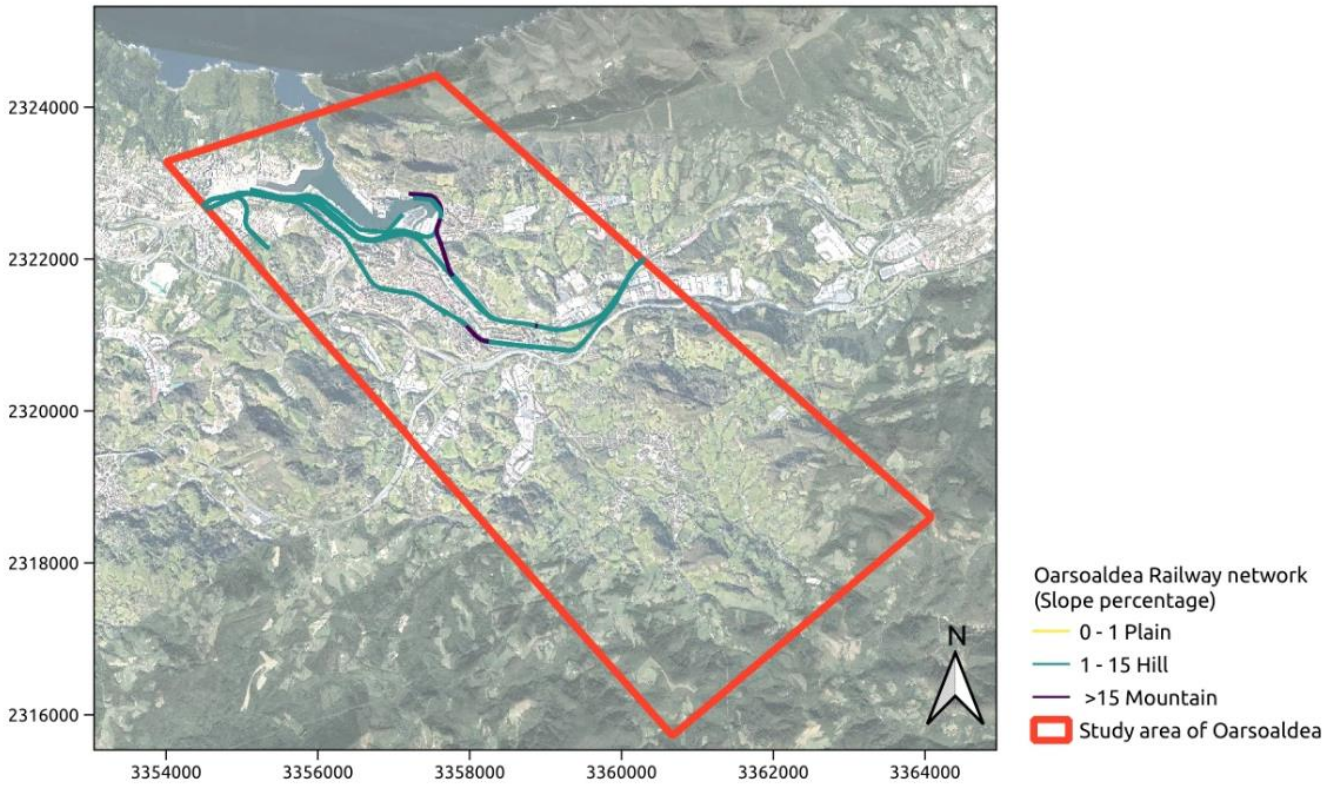 2324000
2322000
2320000
2318000
2316000
3354000
3356000
3358000
3360000
3362000
3364000
N
Oarsoaldea Railway network
(Slope percentage)
0 - 1 Plain
1 - 15 Hill
>15 Mountain
Study area of Oarsoaldea